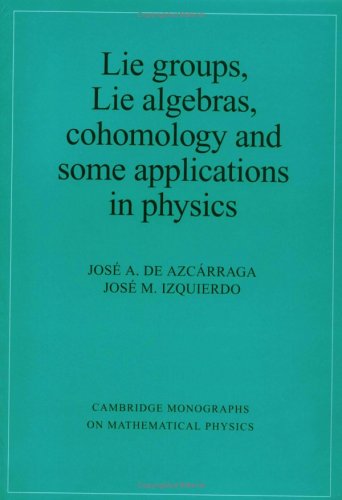 Lie groups,
Lie algebras,
cohomology and
some applications
in physics
JOSÉ A. DE AZCÁRRAGA
JOSÉ M. IZQUIERDO
CAMBRIDGE MONOGRAPHS
ON MATHEMATICAL PHYSICS